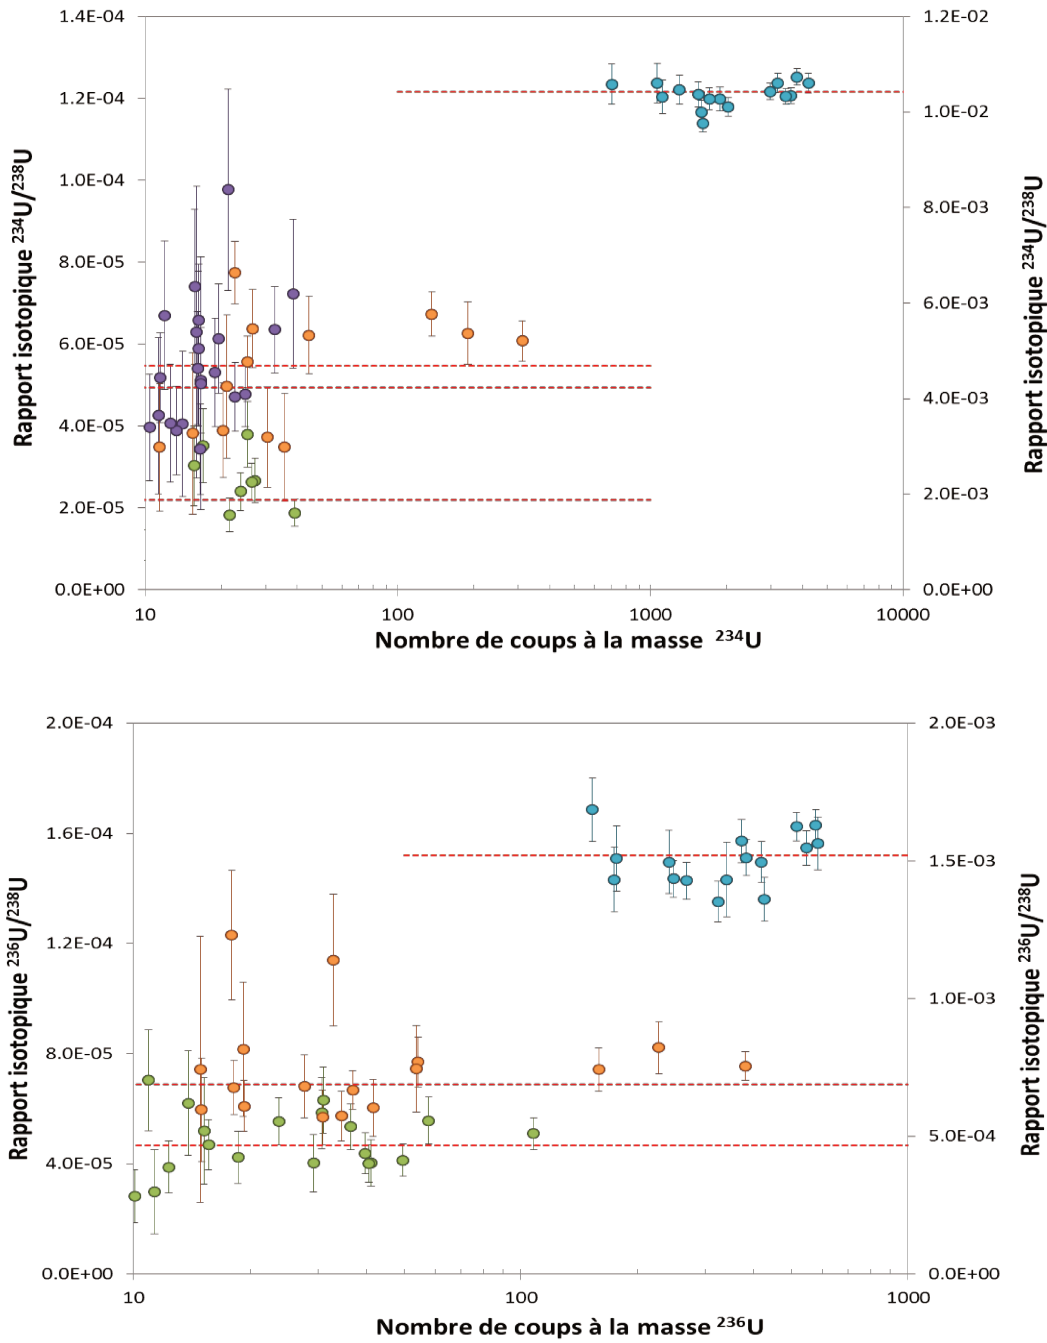 1.4E-04
1.2E-04
1.0E-04
8.0E-05
6.0E-05
4.0E-05
2.0E-05
0.0E+00
Rapport isotopique ²³⁴U/²³⁸U
1.2E-02
1.0E-02
8.0E-03
6.0E-03
4.0E-03
2.0E-03
0.0E+00
Rapport isotopique ²³⁴U/²³⁸U
10 100 1000 10000
Nombre de coups à la masse ²³⁴U
2.0E-04
1.6E-04
1.2E-04
8.0E-05
4.0E-05
0.0E+00
Rapport isotopique ²³⁶U/²³⁸U
2.0E-03
1.5E-03
1.0E-03
5.0E-04
0.0E+00
Rapport isotopique ²³⁶U/²³⁸U
10 100 1000
Nombre de coups à la masse ²³⁶U